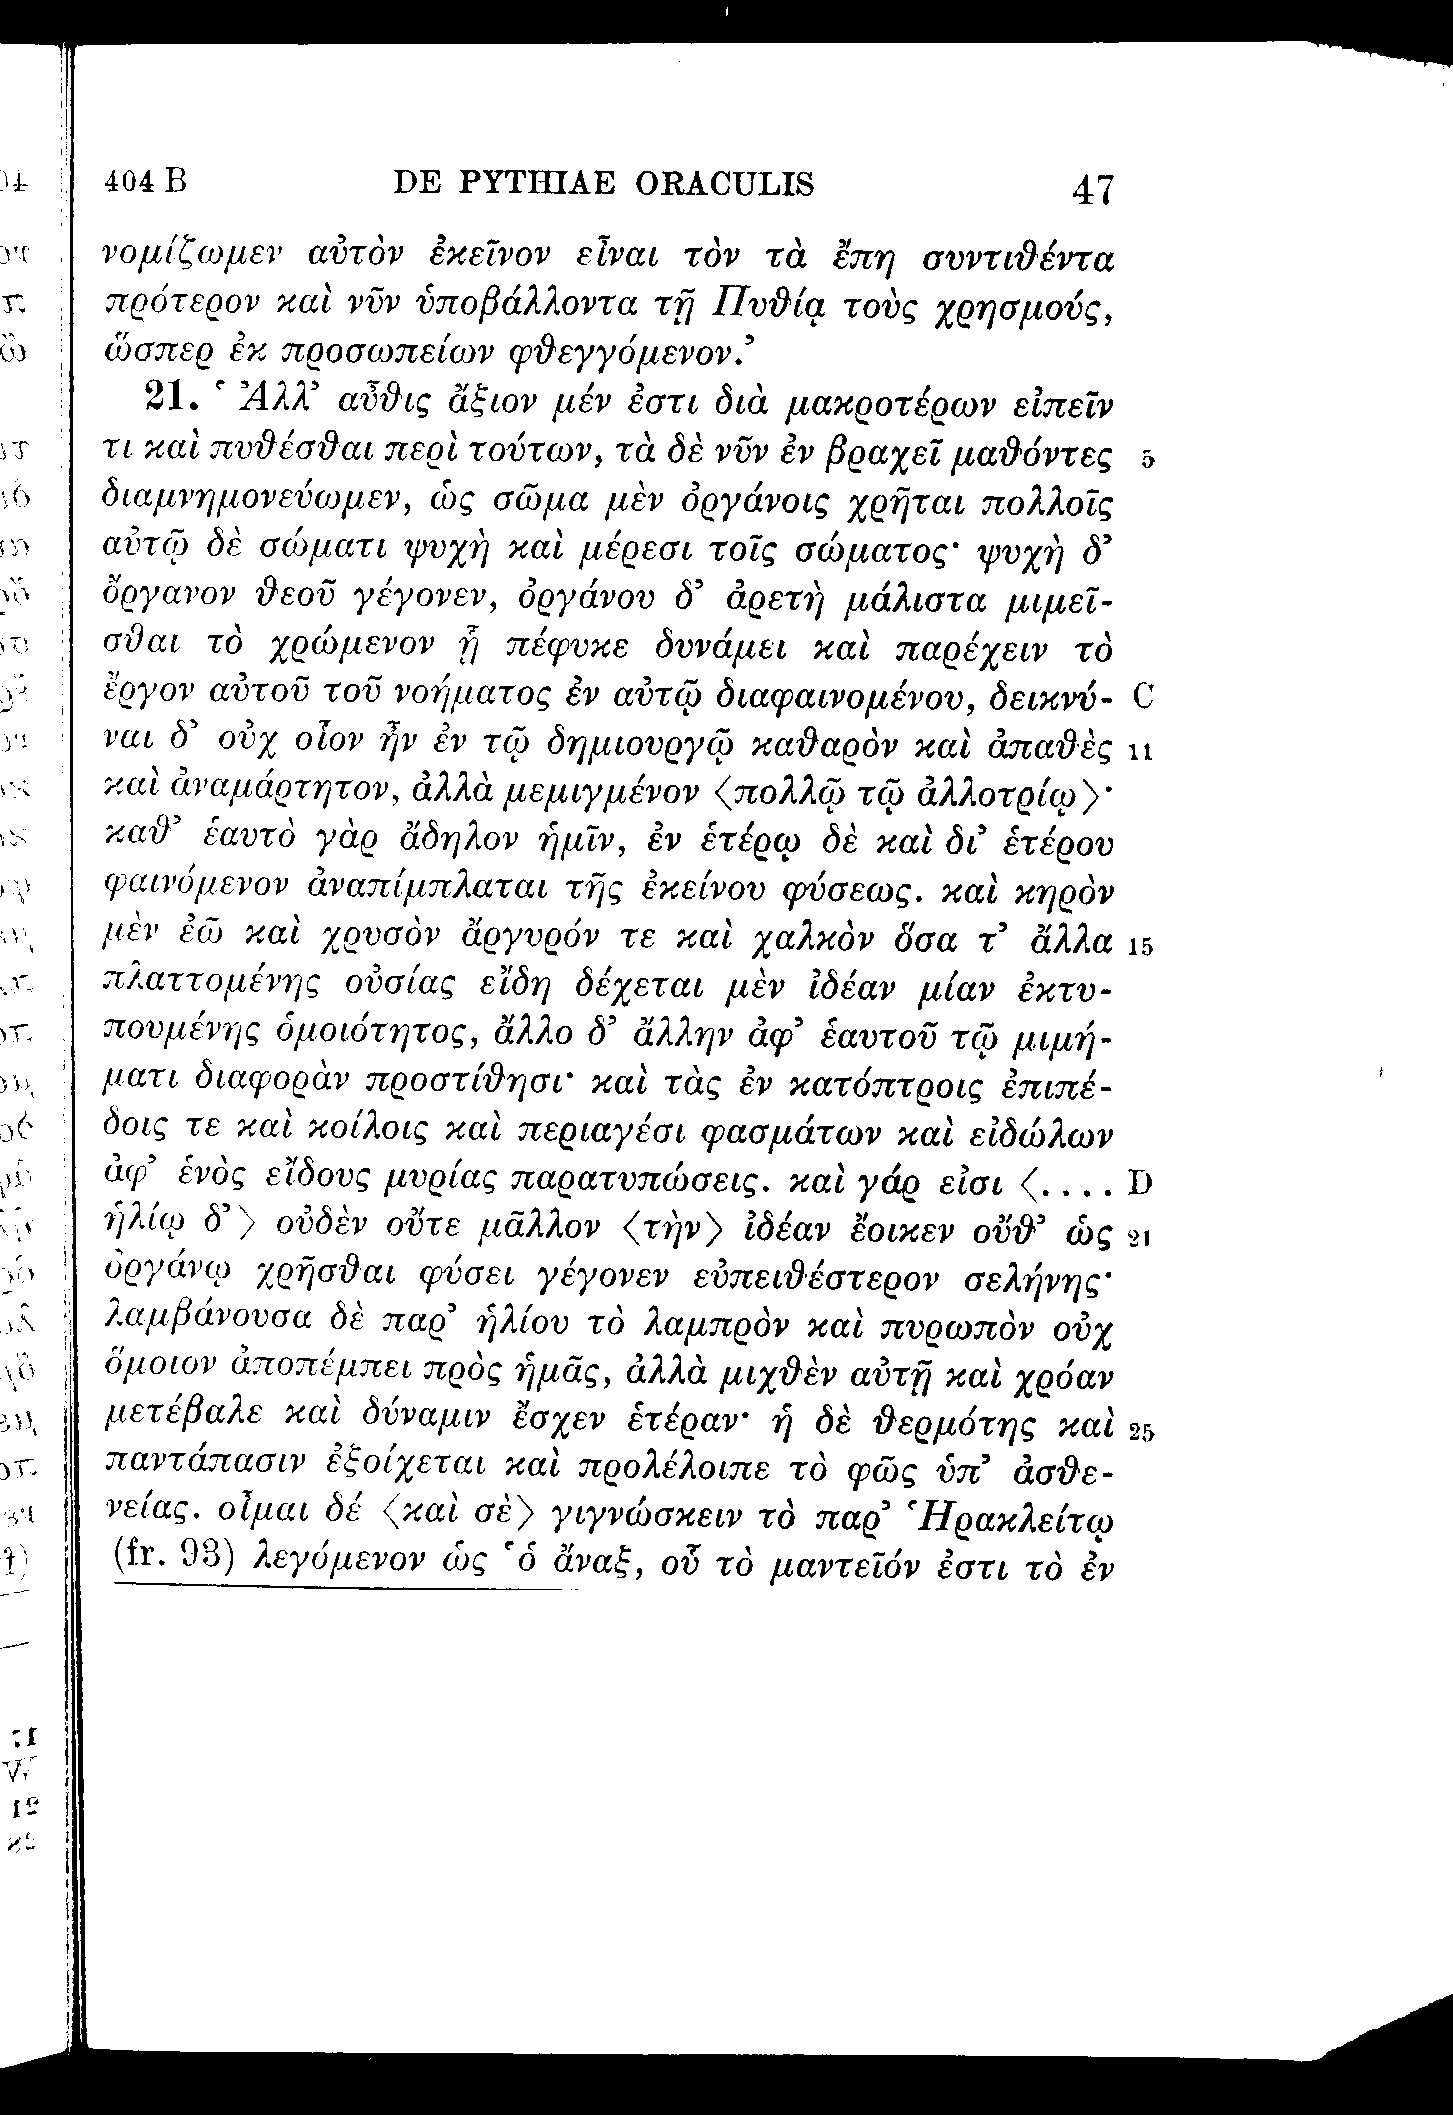 404 B DE PYTHIAE ORACULIS 47
νομίζωμεν αὐτὸν ἐκεῖνον εἶναι τὸν τὰ ἔπη συντιθέντα
πρότερον καὶ νῦν ὑποβάλλοντα τῇ Πυθίᾳ τοὺς χρησμούς,
ὥσπερ ἐκ προσωπείων φθεγγόμενον.’
21. ‘Ἀλλ’ αὖθις ἄξιον μέν ἐστι διὰ μακροτέρων εἰπεῖν
τι καὶ πυθέσθαι περὶ τούτων, τὰ δὲ νῦν ἐν βραχεῖ μαθόντες 5
διαμνημονεύωμεν, ὡς σῶμα μὲν ὀργάνοις χρῆται πολλοῖς
αὐτῷ δὲ σώματι ψυχὴ καὶ μέρεσι τοῖς σώματος· ψυχὴ δ’
ὄργανον θεοῦ γέγονεν, ὀργάνου δ’ ἀρετὴ μάλιστα μιμεῖ-
σθαι τὸ χρώμενον ᾗ πέφυκε δυνάμει καὶ παρέχειν τὸ
ἔργον αὐτοῦ τοῦ νοήματος ἐν αὐτῷ διαφαινομένου, δεικνύ- C
ναι δ’ οὐχ οἷον ἦν ἐν τῷ δημιουργῷ καθαρὸν καὶ ἀπαθὲς 11
καὶ ἀναμάρτητον, ἀλλὰ μεμιγμένον ⟨πολλῷ τῷ ἀλλοτρίῳ⟩·
καθ’ ἑαυτὸ γὰρ ἄδηλον ἡμῖν, ἐν ἑτέρῳ δὲ καὶ δι’ ἑτέρου
φαινόμενον ἀναπίμπλαται τῆς ἐκείνου φύσεως. καὶ κηρὸν
μὲν ἐῶ καὶ χρυσὸν ἄργυρόν τε καὶ χαλκὸν ὅσα τ’ ἄλλα 15
πλαττομένης οὐσίας εἴδη δέχεται μὲν ἰδέαν μίαν ἐκτυ-
πουμένης ὁμοιότητος, ἄλλο δ’ ἄλλην ἀφ’ ἑαυτοῦ τῷ μιμή-
ματι διαφορὰν προστίθησι· καὶ τὰς ἐν κατόπτροις ἐπιπέ-
δοις τε καὶ κοίλοις καὶ περιαγέσι φασμάτων καὶ εἰδώλων
ἀφ’ ἑνὸς εἴδους μυρίας παρατυπώσεις. καὶ γάρ εἰσι ⟨.... D
ἡλίῳ δ’⟩ οὐδὲν οὔτε μᾶλλον ⟨τὴν⟩ ἰδέαν ἔοικεν οὔθ’ ὡς 21
ὀργάνῳ χρῆσθαι φύσει γέγονεν εὐπειθέστερον σελήνης·
λαμβάνουσα δὲ παρ’ ἡλίου τὸ λαμπρὸν καὶ πυρωπὸν οὐχ
ὅμοιον ἀποπέμπει πρὸς ἡμᾶς, ἀλλὰ μιχθὲν αὐτῇ καὶ χρόαν
μετέβαλε καὶ δύναμιν ἔσχεν ἑτέραν· ἡ δὲ θερμότης καὶ 25
παντάπασιν ἐξοίχεται καὶ προλέλοιπε τὸ φῶς ὑπ’ ἀσθε-
νείας. οἶμαι δέ ⟨καὶ σὲ⟩ γιγνώσκειν τὸ παρ’ Ἡρακλείτῳ
(fr. 93) λεγόμενον ὡς ‘ὁ ἄναξ, οὗ τὸ μαντεῖόν ἐστι τὸ ἐν